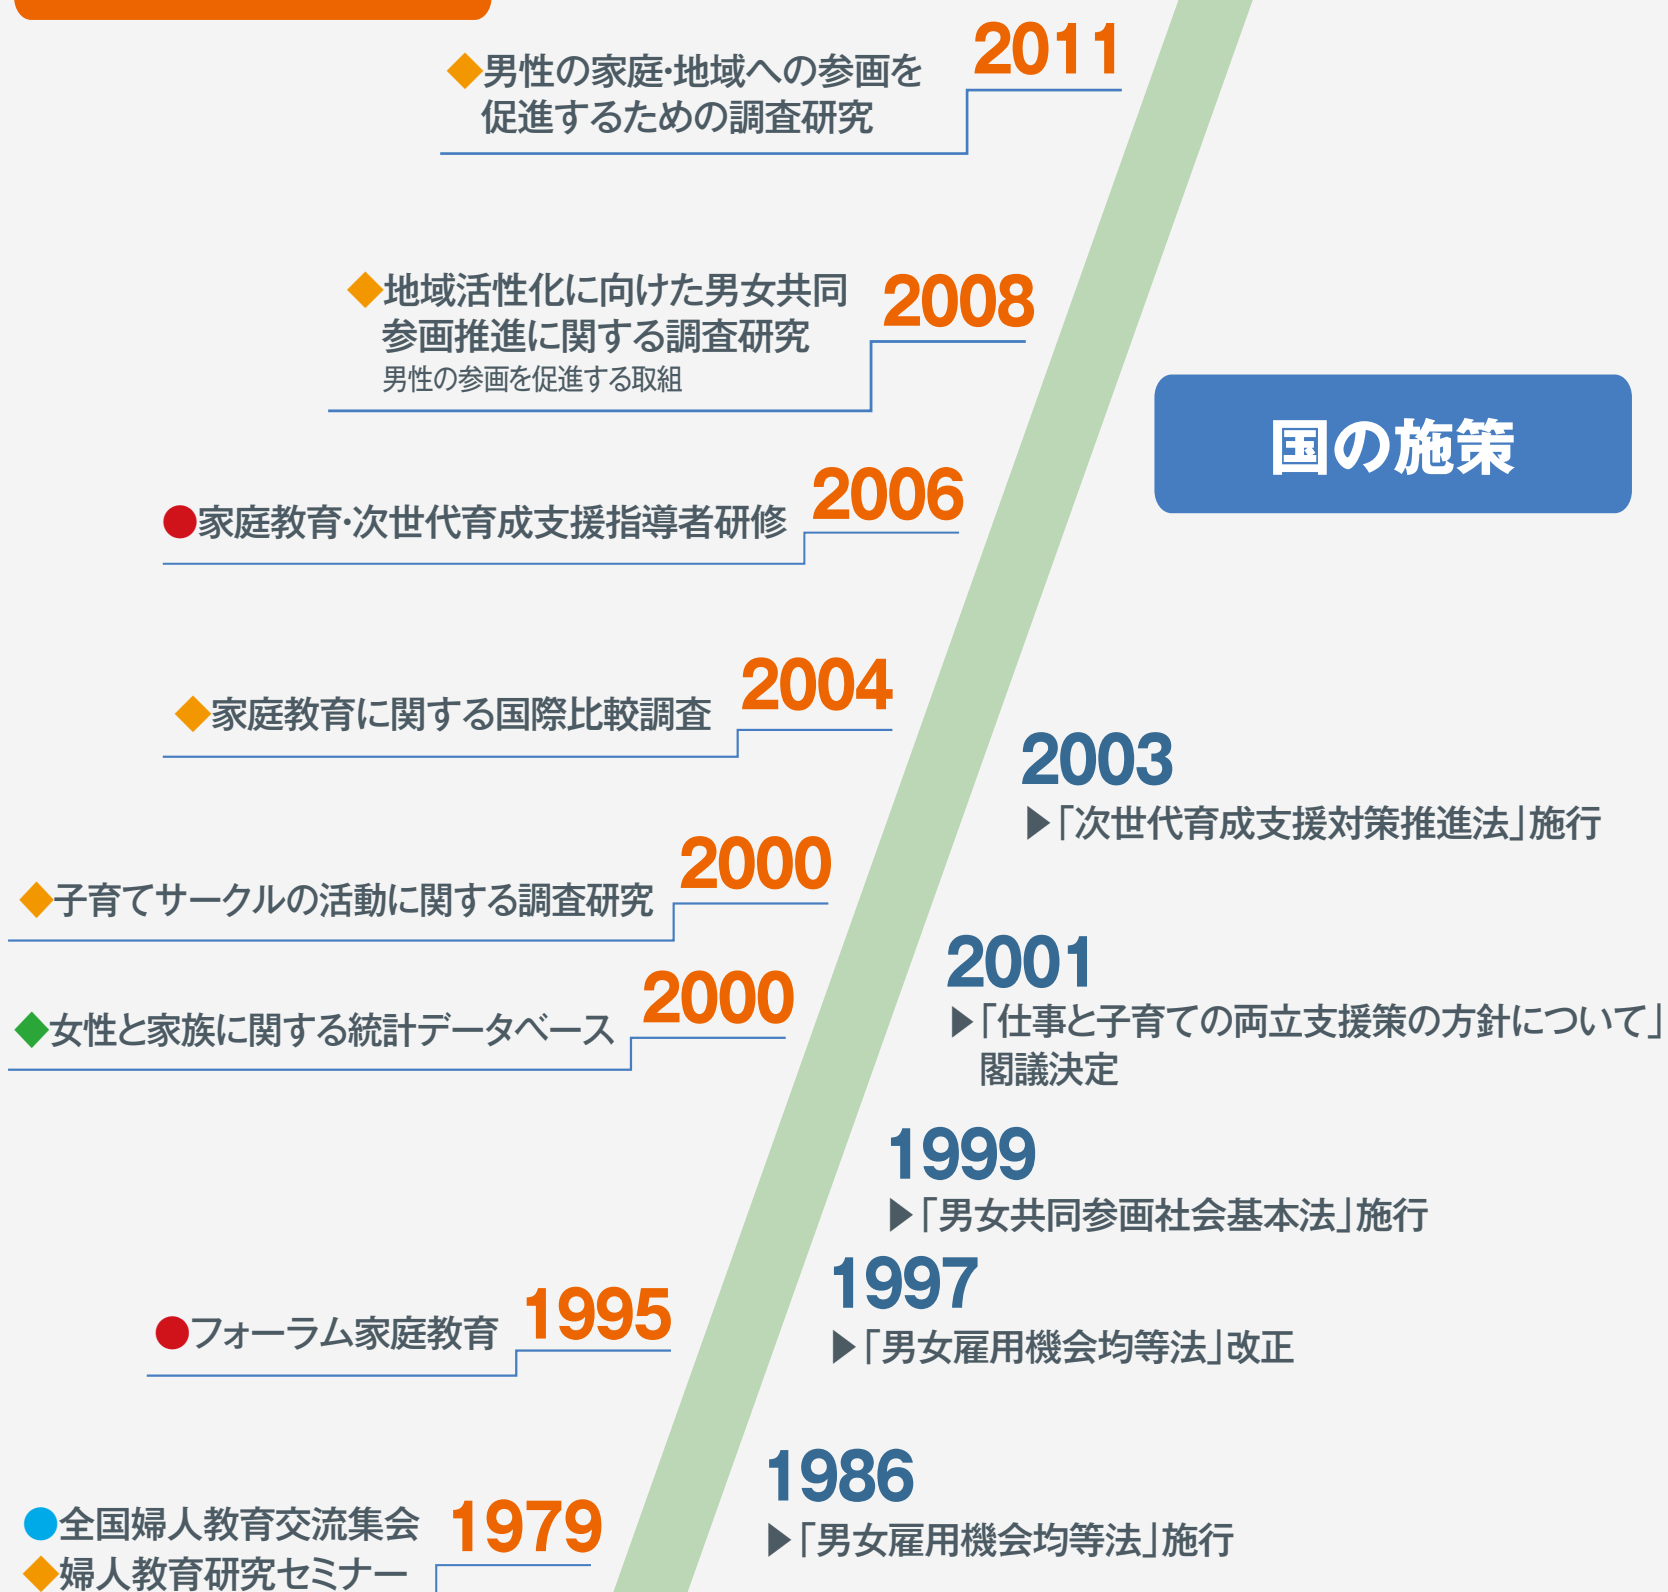 2011
◆男性の家庭・地域への参画を
促進するための調査研究
2008
◆地域活性化に向けた男女共同
参画推進に関する調査研究
男性の参画を促進する取組
国の施策
2006
●家庭教育・次世代育成支援指導者研修
2004
◆家庭教育に関する国際比較調査
2003
▶「次世代育成支援対策推進法」施行
2000
◆子育てサークルの活動に関する調査研究
2001
▶「仕事と子育ての両立支援策の方針について」
閣議決定
2000
◆女性と家族に関する統計データベース
1999
▶「男女共同参画社会基本法」施行
1997
▶「男女雇用機会均等法」改正
1995
●フォーラム家庭教育
1986
▶「男女雇用機会均等法」施行
1979
●全国婦人教育交流集会
◆婦人教育研究セミナー